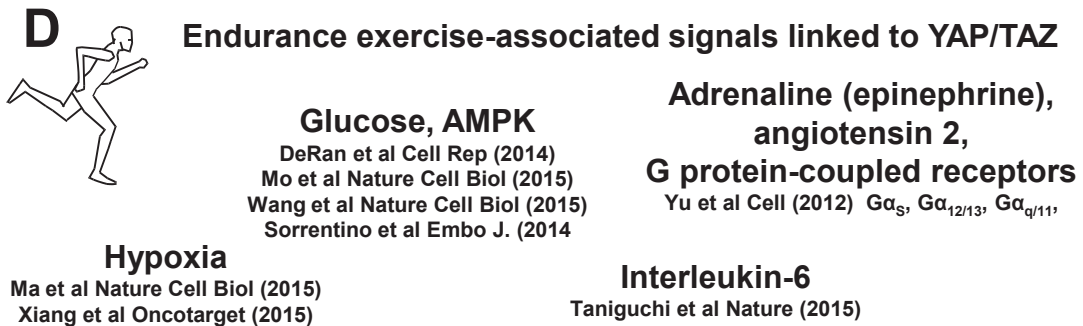 D
Endurance exercise-associated signals linked to YAP/TAZ
Glucose, AMPK
DeRan et al Cell Rep (2014)
Mo et al Nature Cell Biol (2015)
Wang et al Nature Cell Biol (2015)
Sorrentino et al Embo J. (2014
Adrenaline (epinephrine),
angiotensin 2,
G protein-coupled receptors
Yu et al Cell (2012) Gα_S, Gα_12/13, Gα_q/11,
Hypoxia
Ma et al Nature Cell Biol (2015)
Xiang et al Oncotarget (2015)
Interleukin-6
Taniguchi et al Nature (2015)